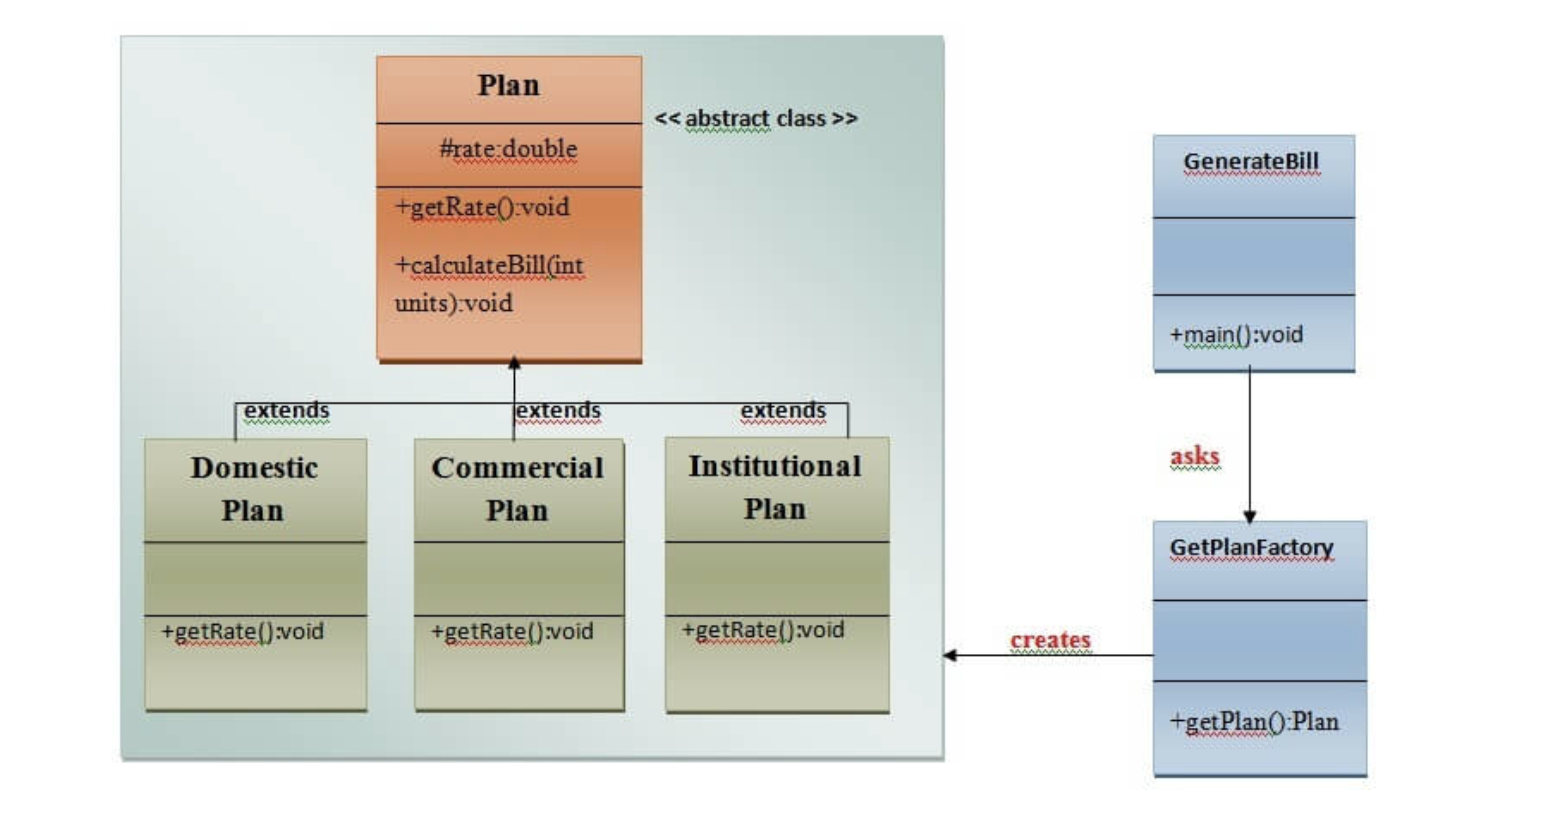 Plan
<< abstract class >>
#rate:double
+getRate():void
+calculateBill(int
units):void
extends
extends
extends
Domestic
Plan
+getRate():void
Commercial
Plan
+getRate():void
Institutional
Plan
+getRate():void
GenerateBill
+main():void
asks
GetPlanFactory
+getPlan():Plan
creates